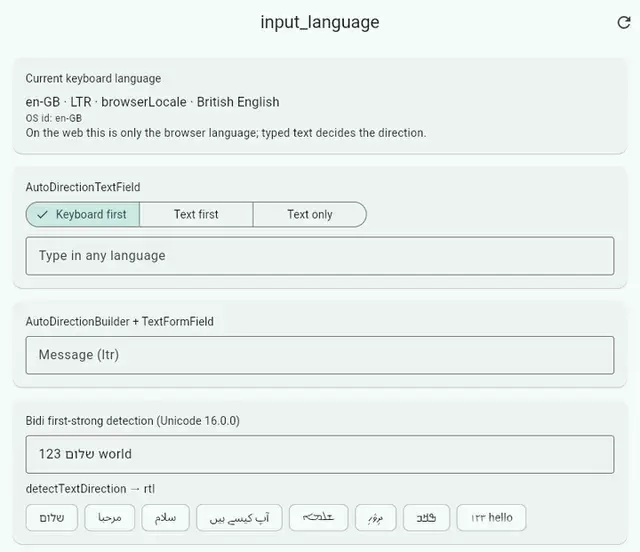 input_language
Current keyboard language
en-GB · LTR · browserLocale · British English
OS id: en-GB
On the web this is only the browser language; typed text decides the direction.
AutoDirectionTextField
Keyboard first
Text first
Text only
Type in any language
AutoDirectionBuilder + TextFormField
Message (ltr)
Bidi first-strong detection (Unicode 16.0.0)
123 שלום world
detectTextDirection → rtl
שלום
مرحبا
سلام
آپ کیسے ہیں
١٢٣ hello